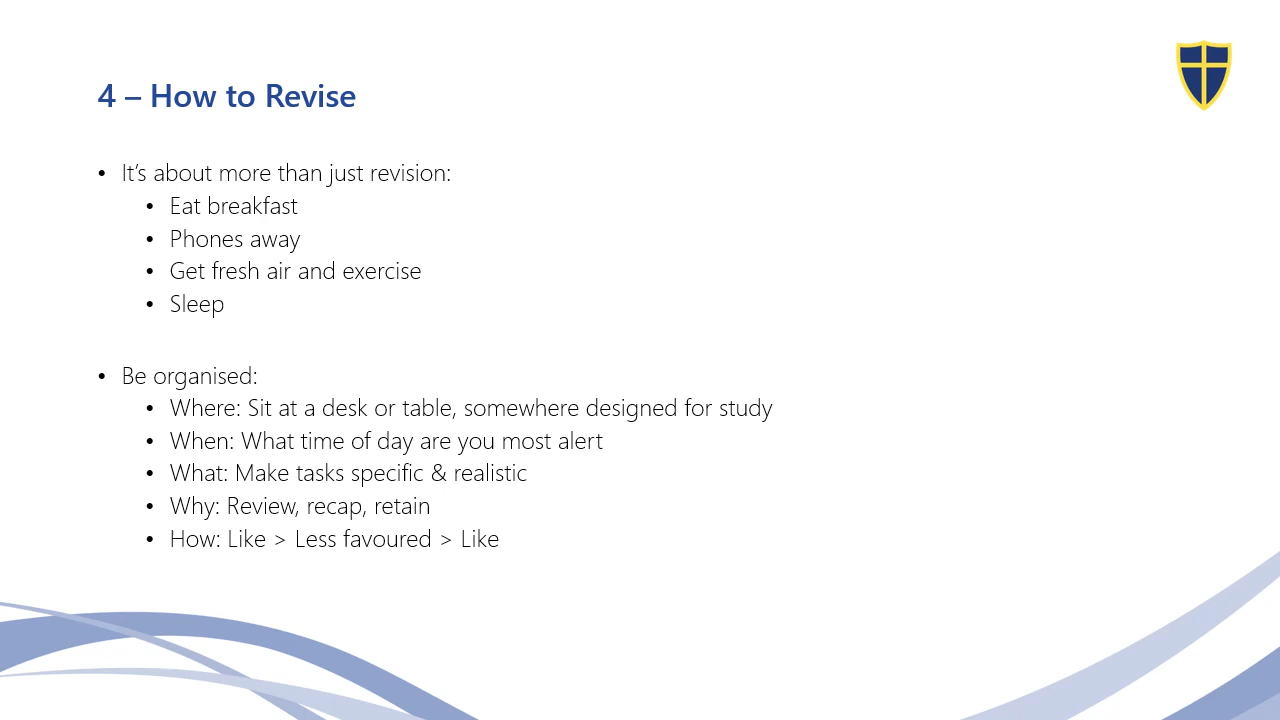 4 – How to Revise
• It’s about more than just revision:
• Eat breakfast
• Phones away
• Get fresh air and exercise
• Sleep
• Be organised:
• Where: Sit at a desk or table, somewhere designed for study
• When: What time of day are you most alert
• What: Make tasks specific & realistic
• Why: Review, recap, retain
• How: Like > Less favoured > Like